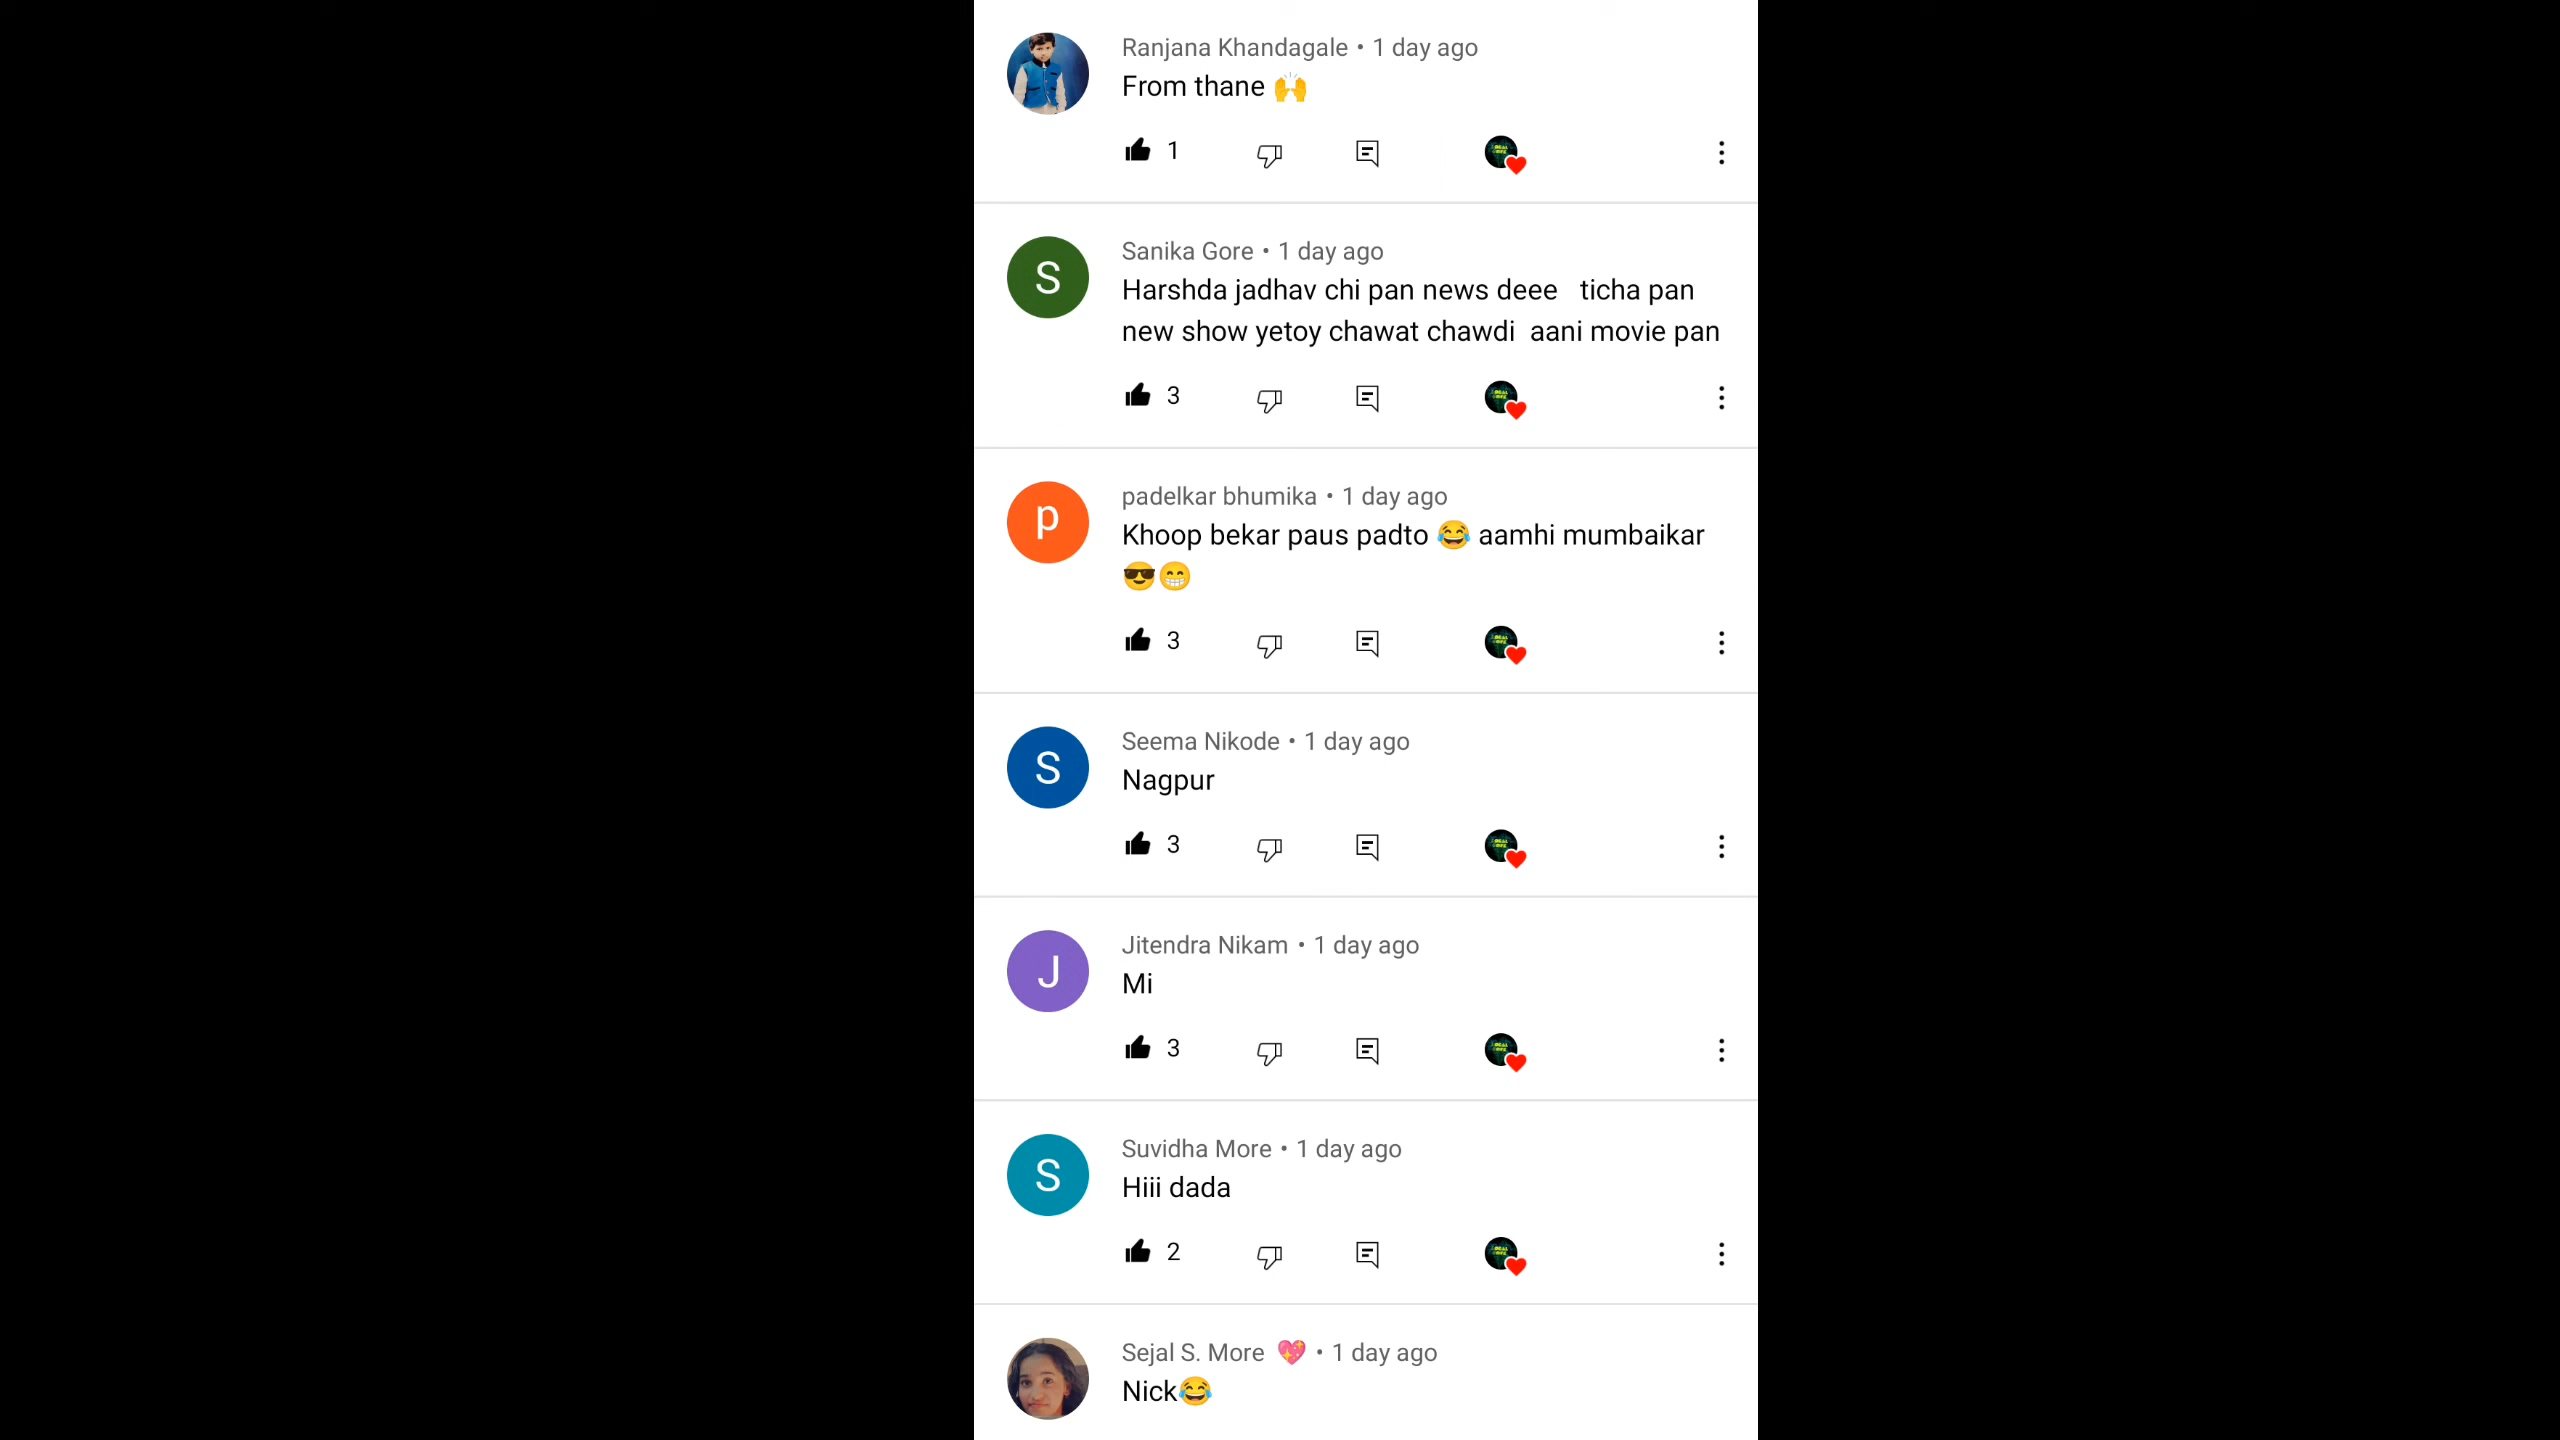 Ranjana Khandagale • 1 day ago
From thane 🙌
1
S
Sanika Gore • 1 day ago
Harshda jadhav chi pan news deee   ticha pan
new show yetoy chawat chawdi  aani movie pan
3
p
padelkar bhumika • 1 day ago
Khoop bekar paus padto 😂 aamhi mumbaikar
😎😁
3
S
Seema Nikode • 1 day ago
Nagpur
3
J
Jitendra Nikam • 1 day ago
Mi
3
S
Suvidha More • 1 day ago
Hiii dada
2
Sejal S. More 💖 • 1 day ago
Nick😂